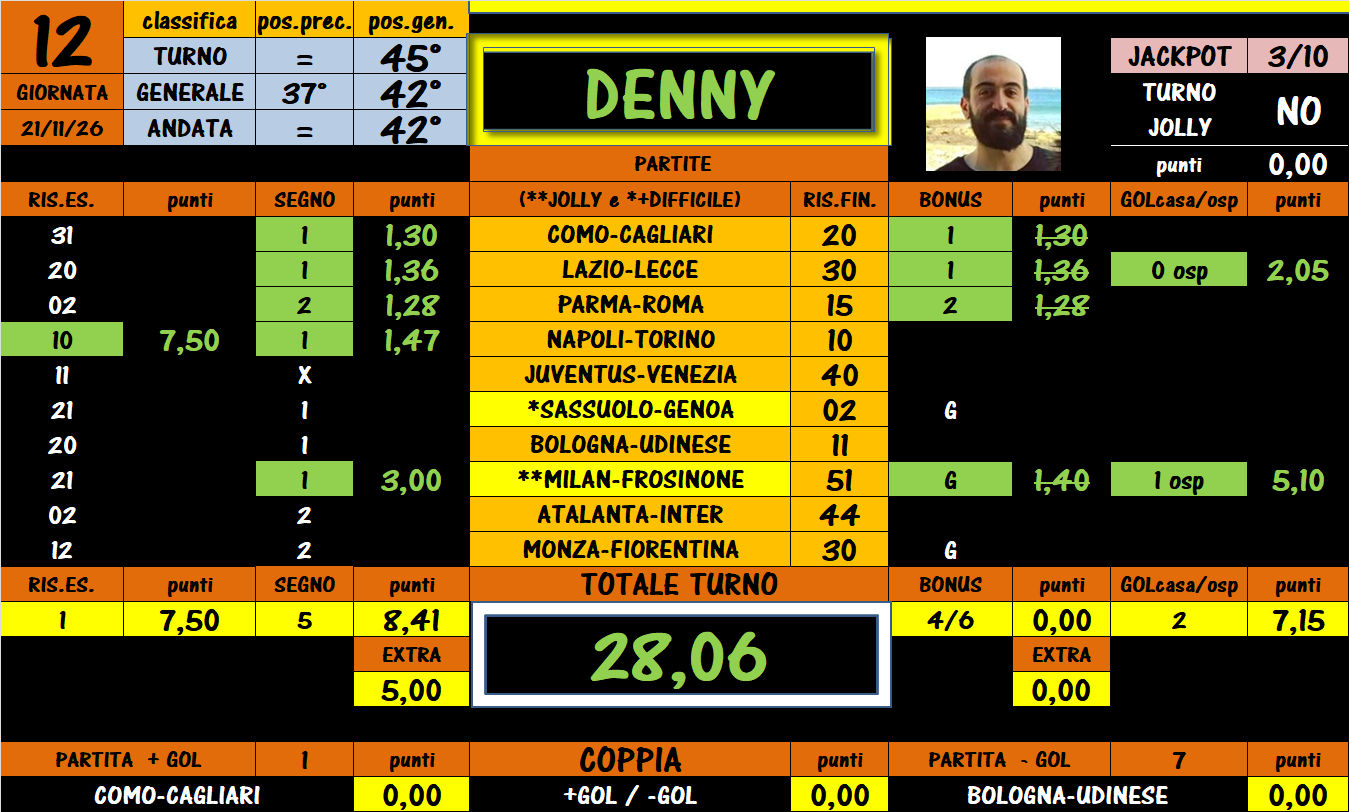 12 classifica pos.prec. pos.gen.
TURNO = 45° DENNY JACKPOT 3/10
GIORNATA GENERALE 37° 42° TURNO JOLLY NO
21/11/26 ANDATA = 42°
PARTITE punti 0,00
RIS.ES. punti SEGNO punti (**JOLLY e *+DIFFICILE) RIS.FIN. BONUS punti GOLcasa/osp punti
31 1 1,30 COMO-CAGLIARI 20 1 1,30
20 1 1,36 LAZIO-LECCE 30 1 1,36 0 osp 2,05
02 2 1,28 PARMA-ROMA 15 2 1,28
10 7,50 1 1,47 NAPOLI-TORINO 10
11 X JUVENTUS-VENEZIA 40
21 1 *SASSUOLO-GENOA 02 G
20 1 BOLOGNA-UDINESE 11
21 1 3,00 **MILAN-FROSINONE 51 G 1,40 1 osp 5,10
02 2 ATALANTA-INTER 44
12 2 MONZA-FIORENTINA 30 G
RIS.ES. punti SEGNO punti TOTALE TURNO BONUS punti GOLcasa/osp punti
1 7,50 5 8,41 28,06 4/6 0,00 2 7,15
EXTRA EXTRA
5,00 0,00
PARTITA + GOL 1 punti COPPIA punti PARTITA - GOL 7 punti
COMO-CAGLIARI 0,00 +GOL / -GOL 0,00 BOLOGNA-UDINESE 0,00